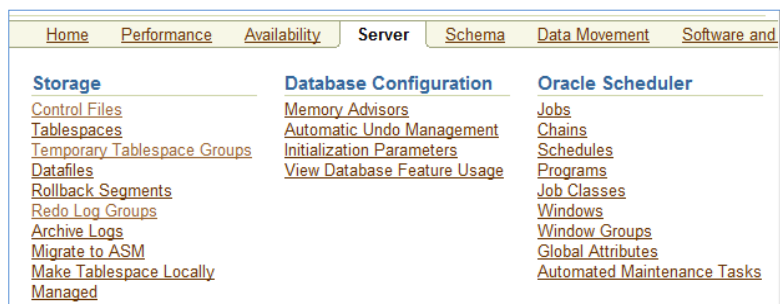 Home Performance Availability Server Schema Data Movement Software and
Storage
Control Files
Tablespaces
Temporary Tablespace Groups
Datafiles
Rollback Segments
Redo Log Groups
Archive Logs
Migrate to ASM
Make Tablespace Locally
Managed
Database Configuration
Memory Advisors
Automatic Undo Management
Initialization Parameters
View Database Feature Usage
Oracle Scheduler
Jobs
Chains
Schedules
Programs
Job Classes
Windows
Window Groups
Global Attributes
Automated Maintenance Tasks